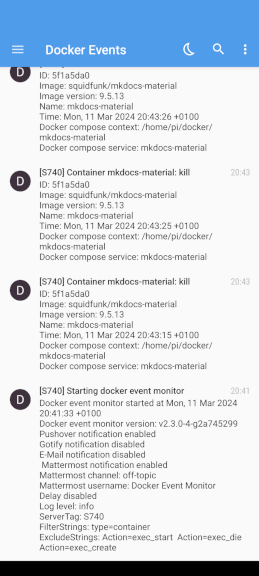 Docker Events
D
ID: 5f1a5da0
Image: squidfunk/mkdocs-material
Image version: 9.5.13
Name: mkdocs-material
Time: Mon, 11 Mar 2024 20:43:26 +0100
Docker compose context: /home/pi/docker/
mkdocs-material
Docker compose service: mkdocs-material
D
[S740] Container mkdocs-material: kill 20:43
ID: 5f1a5da0
Image: squidfunk/mkdocs-material
Image version: 9.5.13
Name: mkdocs-material
Time: Mon, 11 Mar 2024 20:43:25 +0100
Docker compose context: /home/pi/docker/
mkdocs-material
Docker compose service: mkdocs-material
D
[S740] Container mkdocs-material: kill 20:43
ID: 5f1a5da0
Image: squidfunk/mkdocs-material
Image version: 9.5.13
Name: mkdocs-material
Time: Mon, 11 Mar 2024 20:43:15 +0100
Docker compose context: /home/pi/docker/
mkdocs-material
Docker compose service: mkdocs-material
D
[S740] Starting docker event monitor 20:41
Docker event monitor started at Mon, 11 Mar 2024
20:41:33 +0100
Docker event monitor version: v2.3.0-4-g2a745299
Pushover notification enabled
Gotify notification disabled
E-Mail notification disabled
Mattermost notification enabled
Mattermost channel: off-topic
Mattermost username: Docker Event Monitor
Delay disabled
Log level: info
ServerTag: S740
FilterStrings: type=container
ExcludeStrings: Action=exec_start Action=exec_die
Action=exec_create